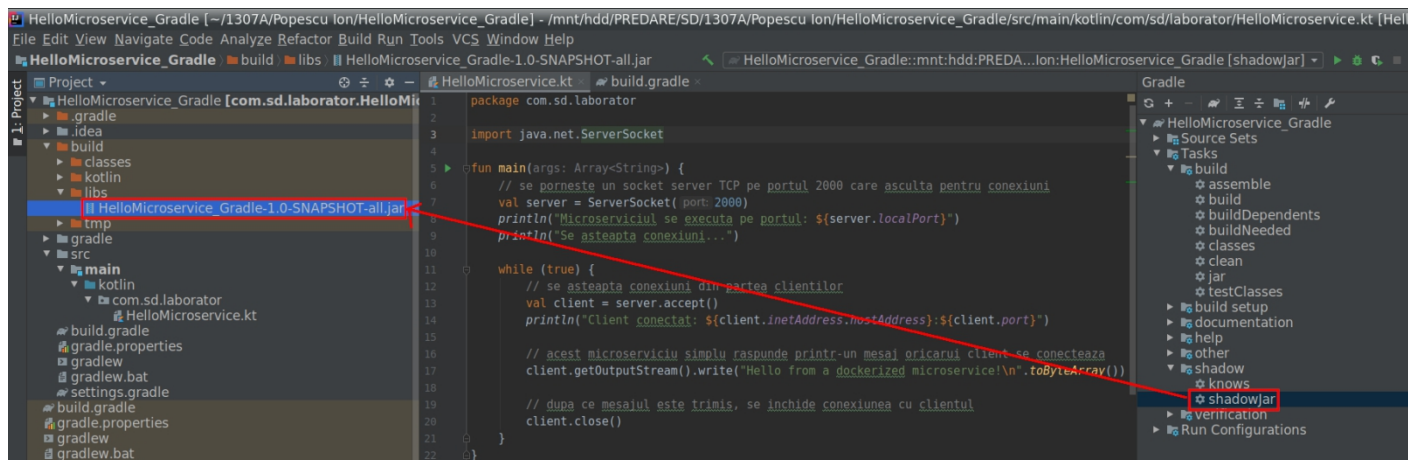 HelloMicroservice_Gradle [~/1307A/Popescu Ion/HelloMicroservice_Gradle] - /mnt/hdd/PREDARE/SD/1307A/Popescu Ion/HelloMicroservice_Gradle/src/main/kotlin/com/sd/laborator/HelloMicroservice.kt [Hell
File Edit View Navigate Code Analyze Refactor Build Run Tools VCS Window Help
HelloMicroservice_Gradle build libs HelloMicroservice_Gradle-1.0-SNAPSHOT-all.jar
HelloMicroservice_Gradle::mnt:hdd:PREDA...Ion:HelloMicroservice_Gradle [shadowJar]
1: Project
Project
HelloMicroservice_Gradle [com.sd.laborator.HelloMic
.gradle
.idea
build
classes
kotlin
libs
HelloMicroservice_Gradle-1.0-SNAPSHOT-all.jar
tmp
gradle
src
main
kotlin
com.sd.laborator
HelloMicroservice.kt
build.gradle
gradle.properties
gradlew
gradlew.bat
settings.gradle
build.gradle
gradle.properties
gradlew
gradlew.bat
HelloMicroservice.kt build.gradle
1 package com.sd.laborator
2
3 import java.net.ServerSocket
4
5 fun main(args: Array<String>) {
6 // se porneste un socket server TCP pe portul 2000 care asculta pentru conexiuni
7 val server = ServerSocket( port: 2000)
8 println("Microserviciul se executa pe portul: ${server.localPort}")
9 println("Se asteapta conexiuni...")
10
11 while (true) {
12 // se asteapta conexiuni din partea clientilor
13 val client = server.accept()
14 println("Client conectat: ${client.inetAddress.hostAddress}:${client.port}")
15
16 // acest microserviciu simplu raspunde printr-un mesaj oricarui client se conecteaza
17 client.getOutputStream().write("Hello from a dockerized microservice!\n".toByteArray())
18
19 // dupa ce mesajul este trimis, se inchide conexiunea cu clientul
20 client.close()
21 }
22 }
Gradle
HelloMicroservice_Gradle
Source Sets
Tasks
build
assemble
build
buildDependents
buildNeeded
classes
clean
jar
testClasses
build setup
documentation
help
other
shadow
knows
shadowJar
verification
Run Configurations